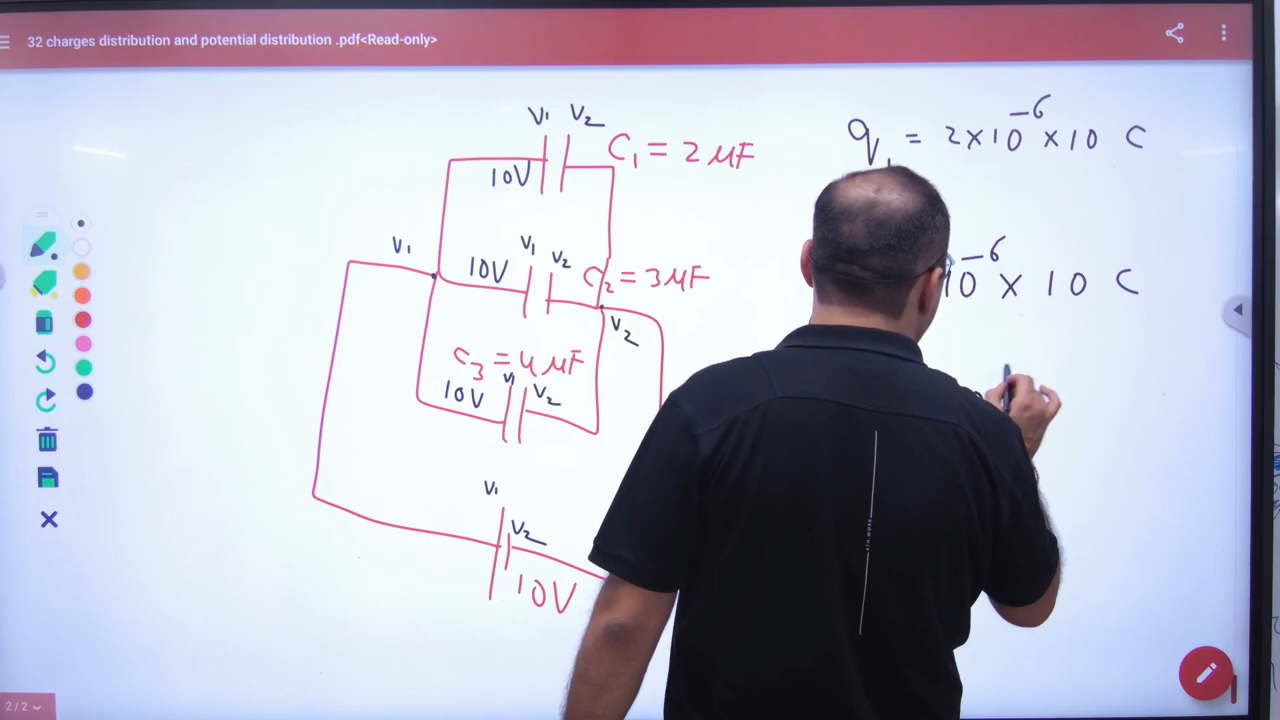 32 charges distribution and potential distribution .pdf<Read-only>
V1 V2
C1 = 2 μF
10V
q1 = 2×10⁻⁶×10 C
V1
V1 V2
10V
C2 = 3μF
V2
10⁻⁶ × 10 C
C3 = 4 μF
V1 V2
10V
V1
V2
10V
2/2